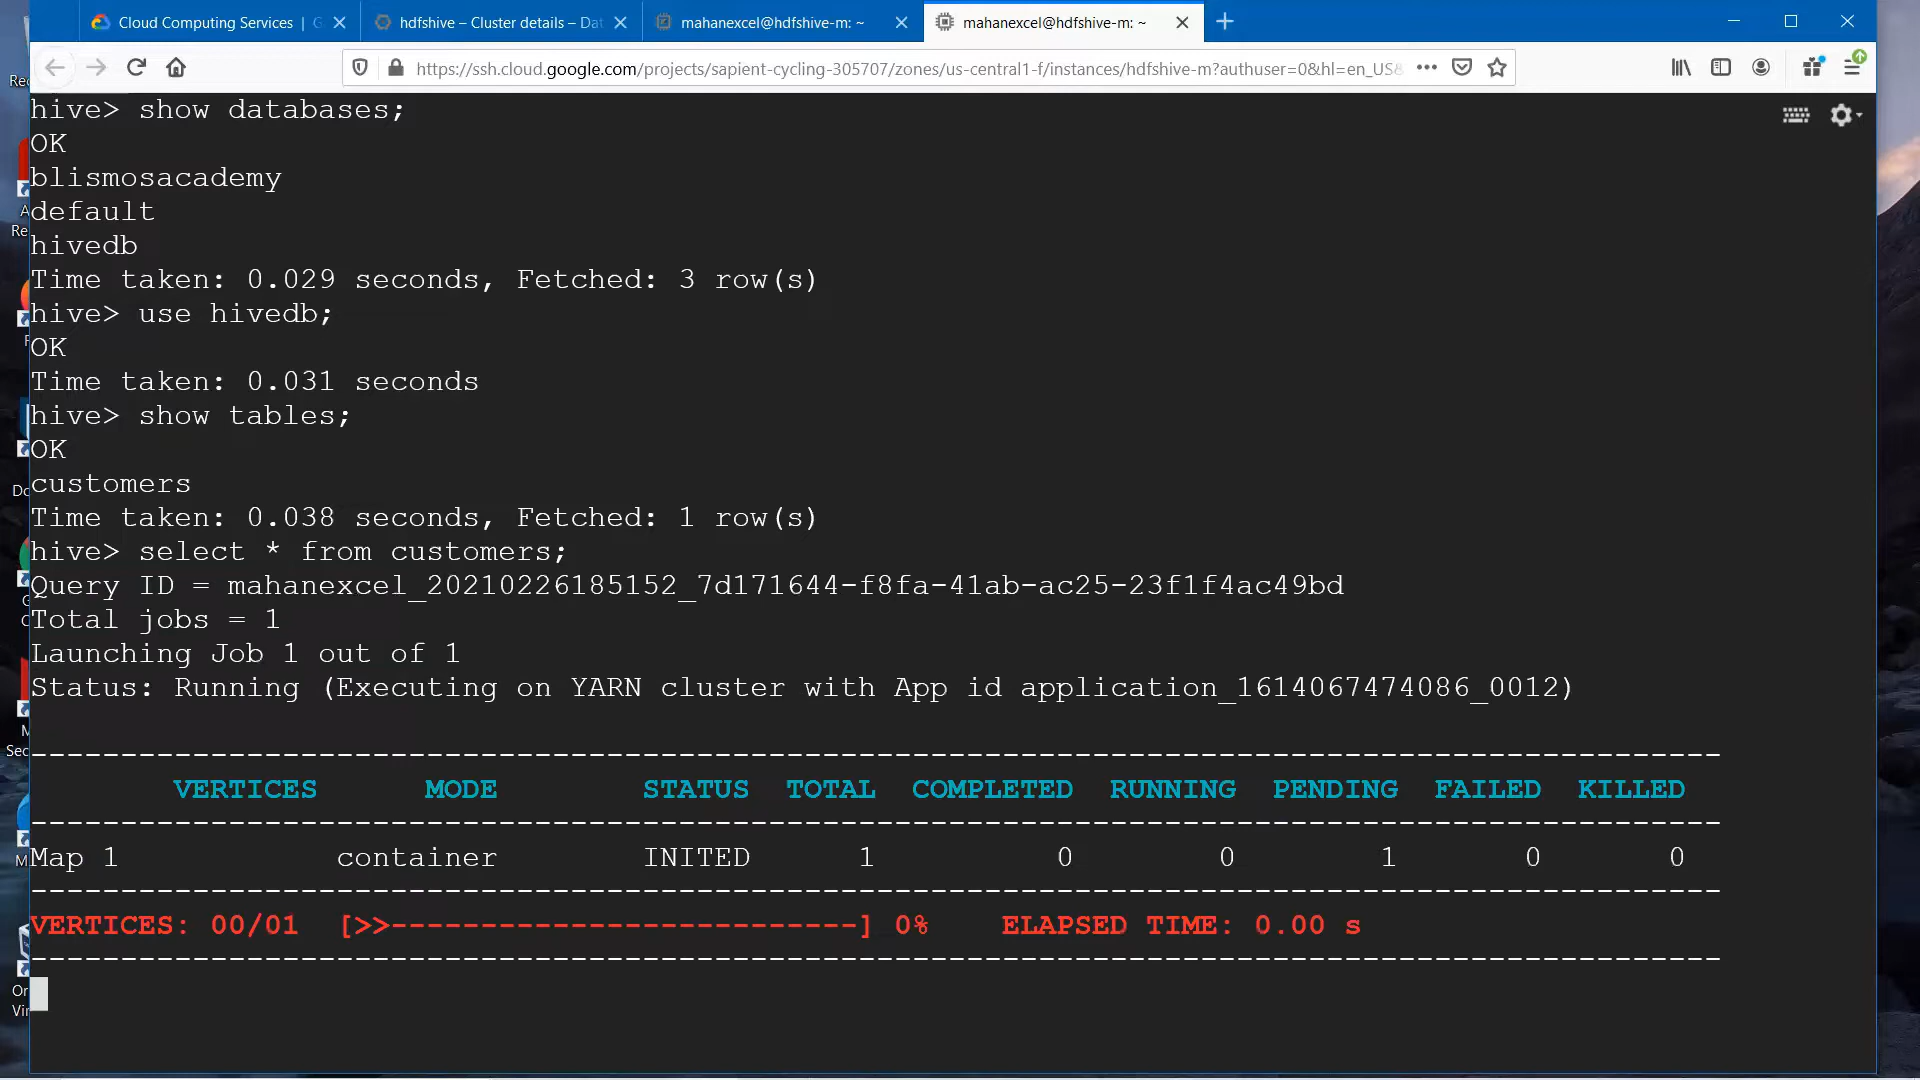 Cloud Computing Services | G
hdfshive – Cluster details – Dat
mahanexcel@hdfshive-m: ~
mahanexcel@hdfshive-m: ~
https://ssh.cloud.google.com/projects/sapient-cycling-305707/zones/us-central1-f/instances/hdfshive-m?authuser=0&hl=en_US&
hive> show databases;
OK
blismosacademy
default
hivedb
Time taken: 0.029 seconds, Fetched: 3 row(s)
hive> use hivedb;
OK
Time taken: 0.031 seconds
hive> show tables;
OK
customers
Time taken: 0.038 seconds, Fetched: 1 row(s)
hive> select * from customers;
Query ID = mahanexcel_20210226185152_7d171644-f8fa-41ab-ac25-23f1f4ac49bd
Total jobs = 1
Launching Job 1 out of 1
Status: Running (Executing on YARN cluster with App id application_1614067474086_0012)
----------------------------------------------------------------------------------------------
VERTICES MODE STATUS TOTAL COMPLETED RUNNING PENDING FAILED KILLED
----------------------------------------------------------------------------------------------
Map 1 container INITED 1 0 0 1 0 0
----------------------------------------------------------------------------------------------
VERTICES: 00/01 [>>--------------------------] 0% ELAPSED TIME: 0.00 s
----------------------------------------------------------------------------------------------